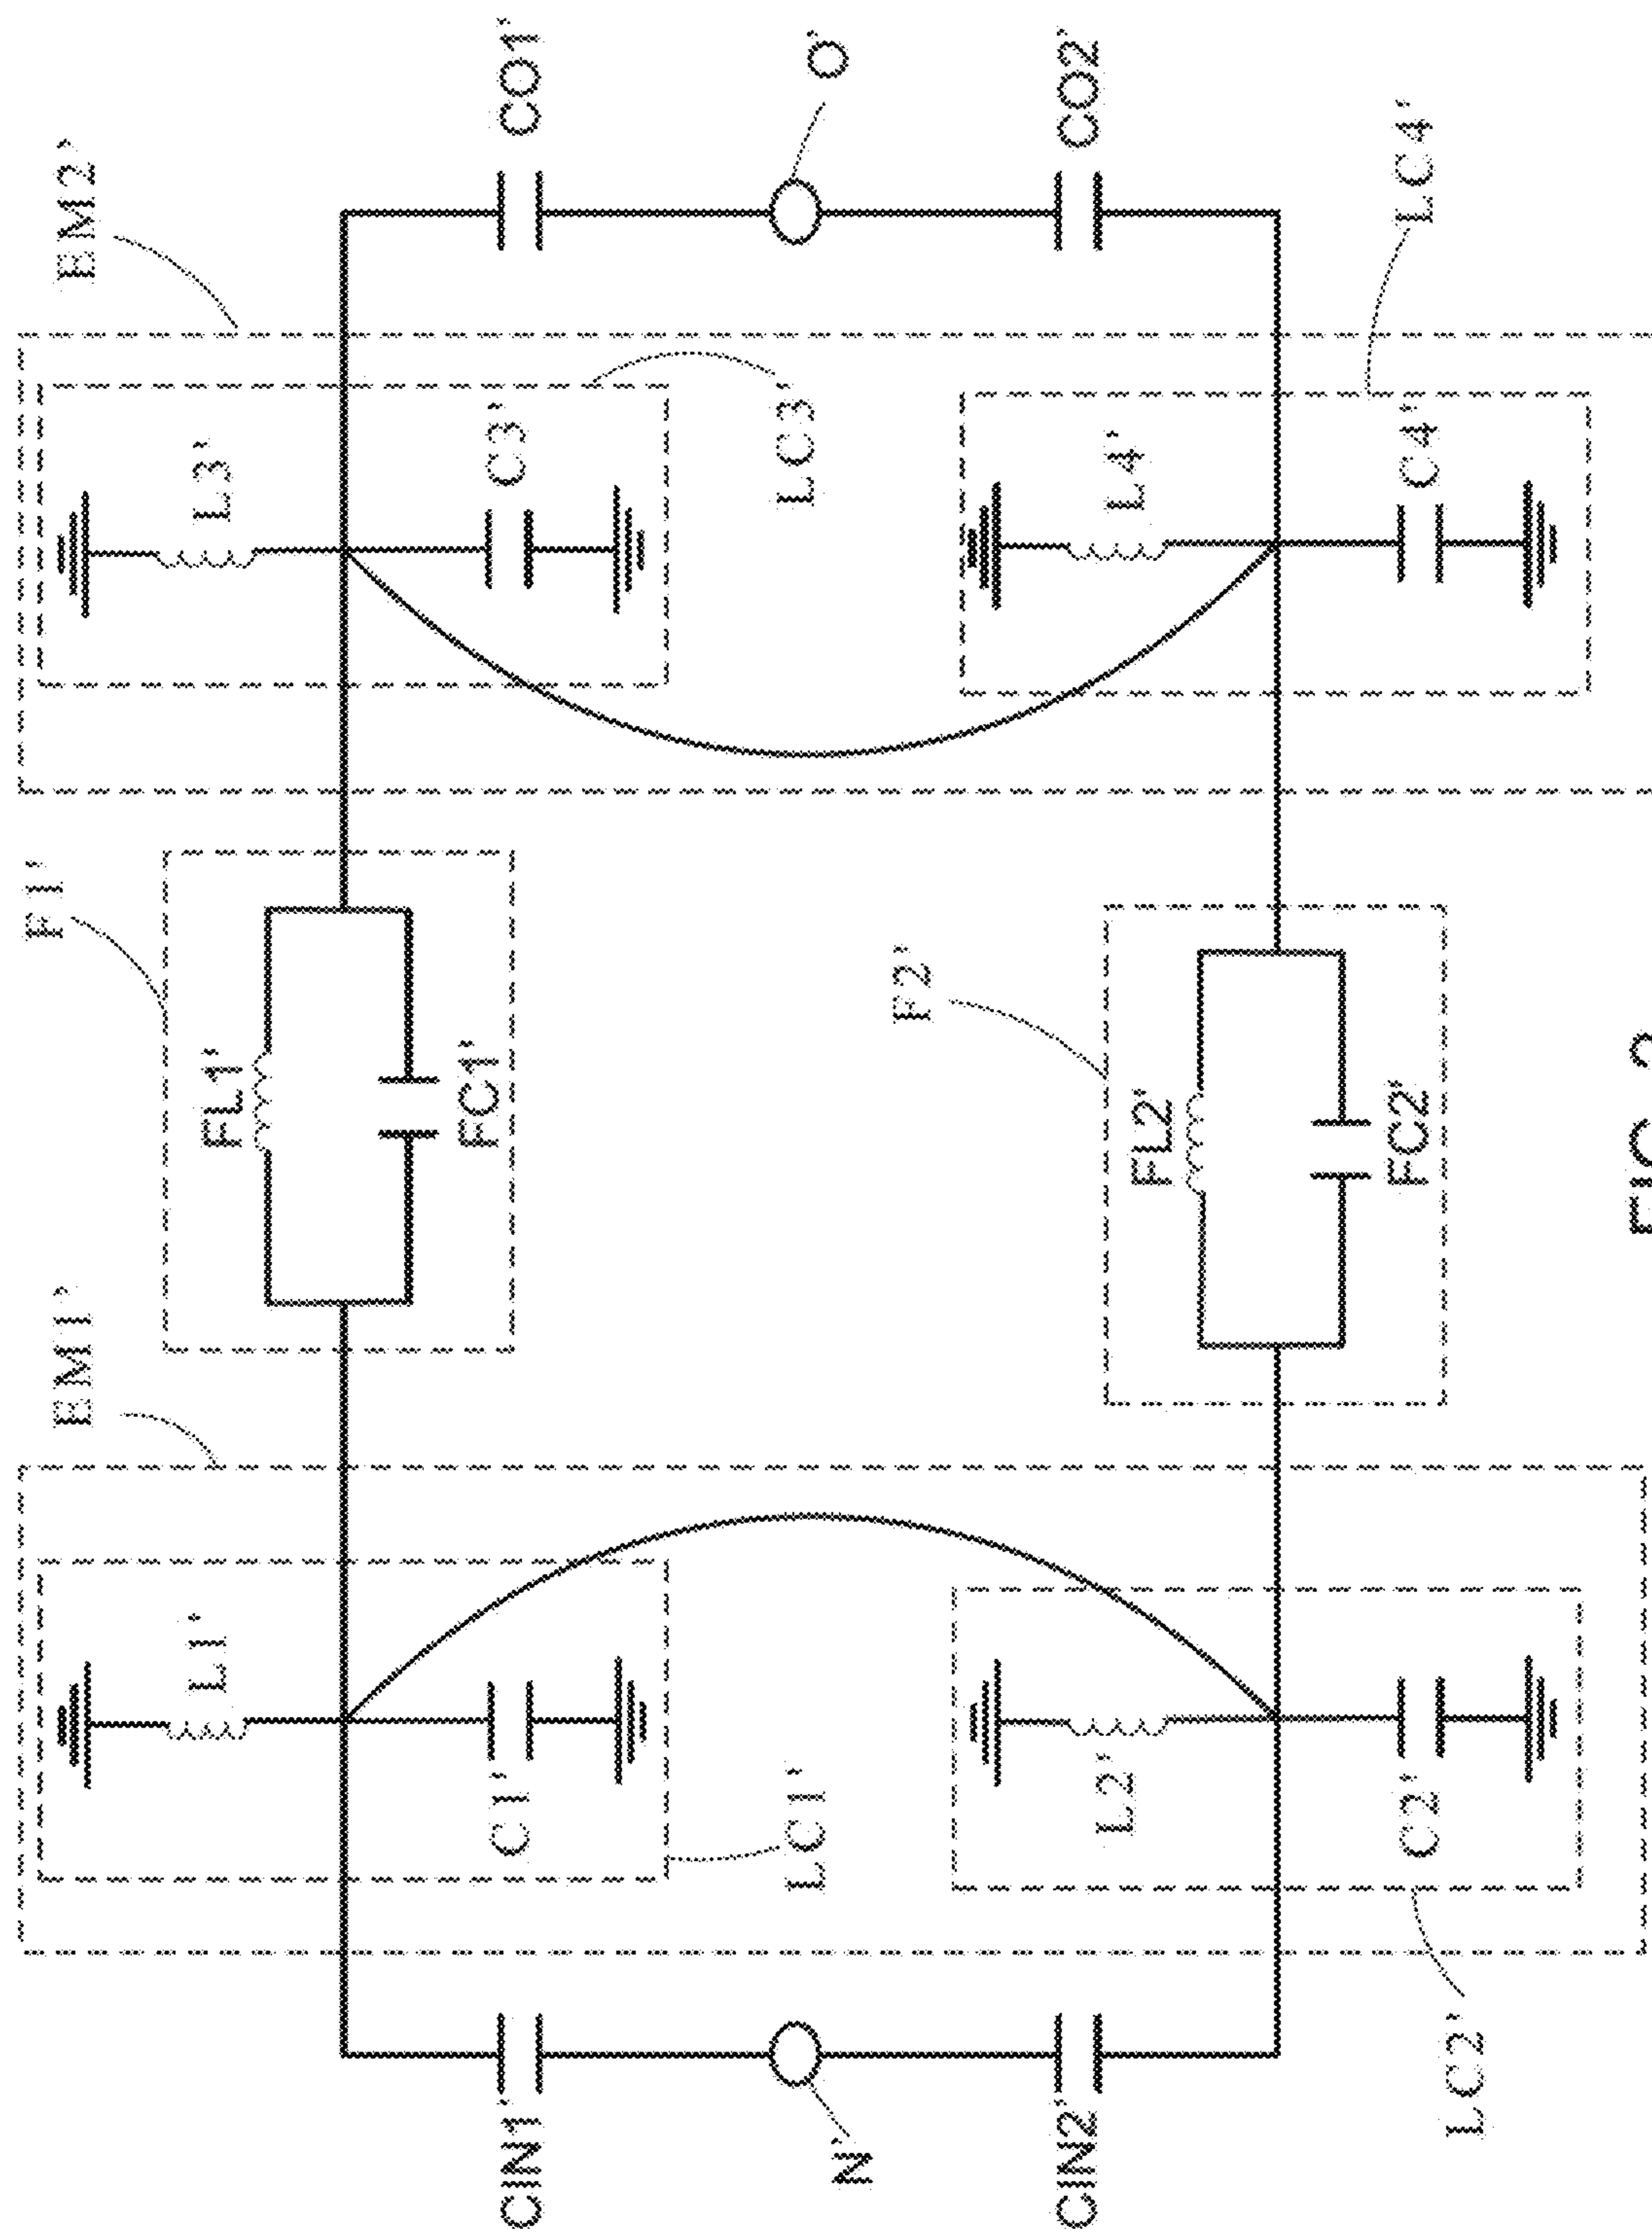 EM1'
F1'
EM2'
L1'
FL1'
L3'
CIN1'
C1'
FC1'
C3'
CO1'
N'
LC1'
F2'
LC3'
O'
CIN2'
L2'
FL2'
L4'
CO2'
C2'
FC2'
C4'
LC4'
LC2'
FIG.